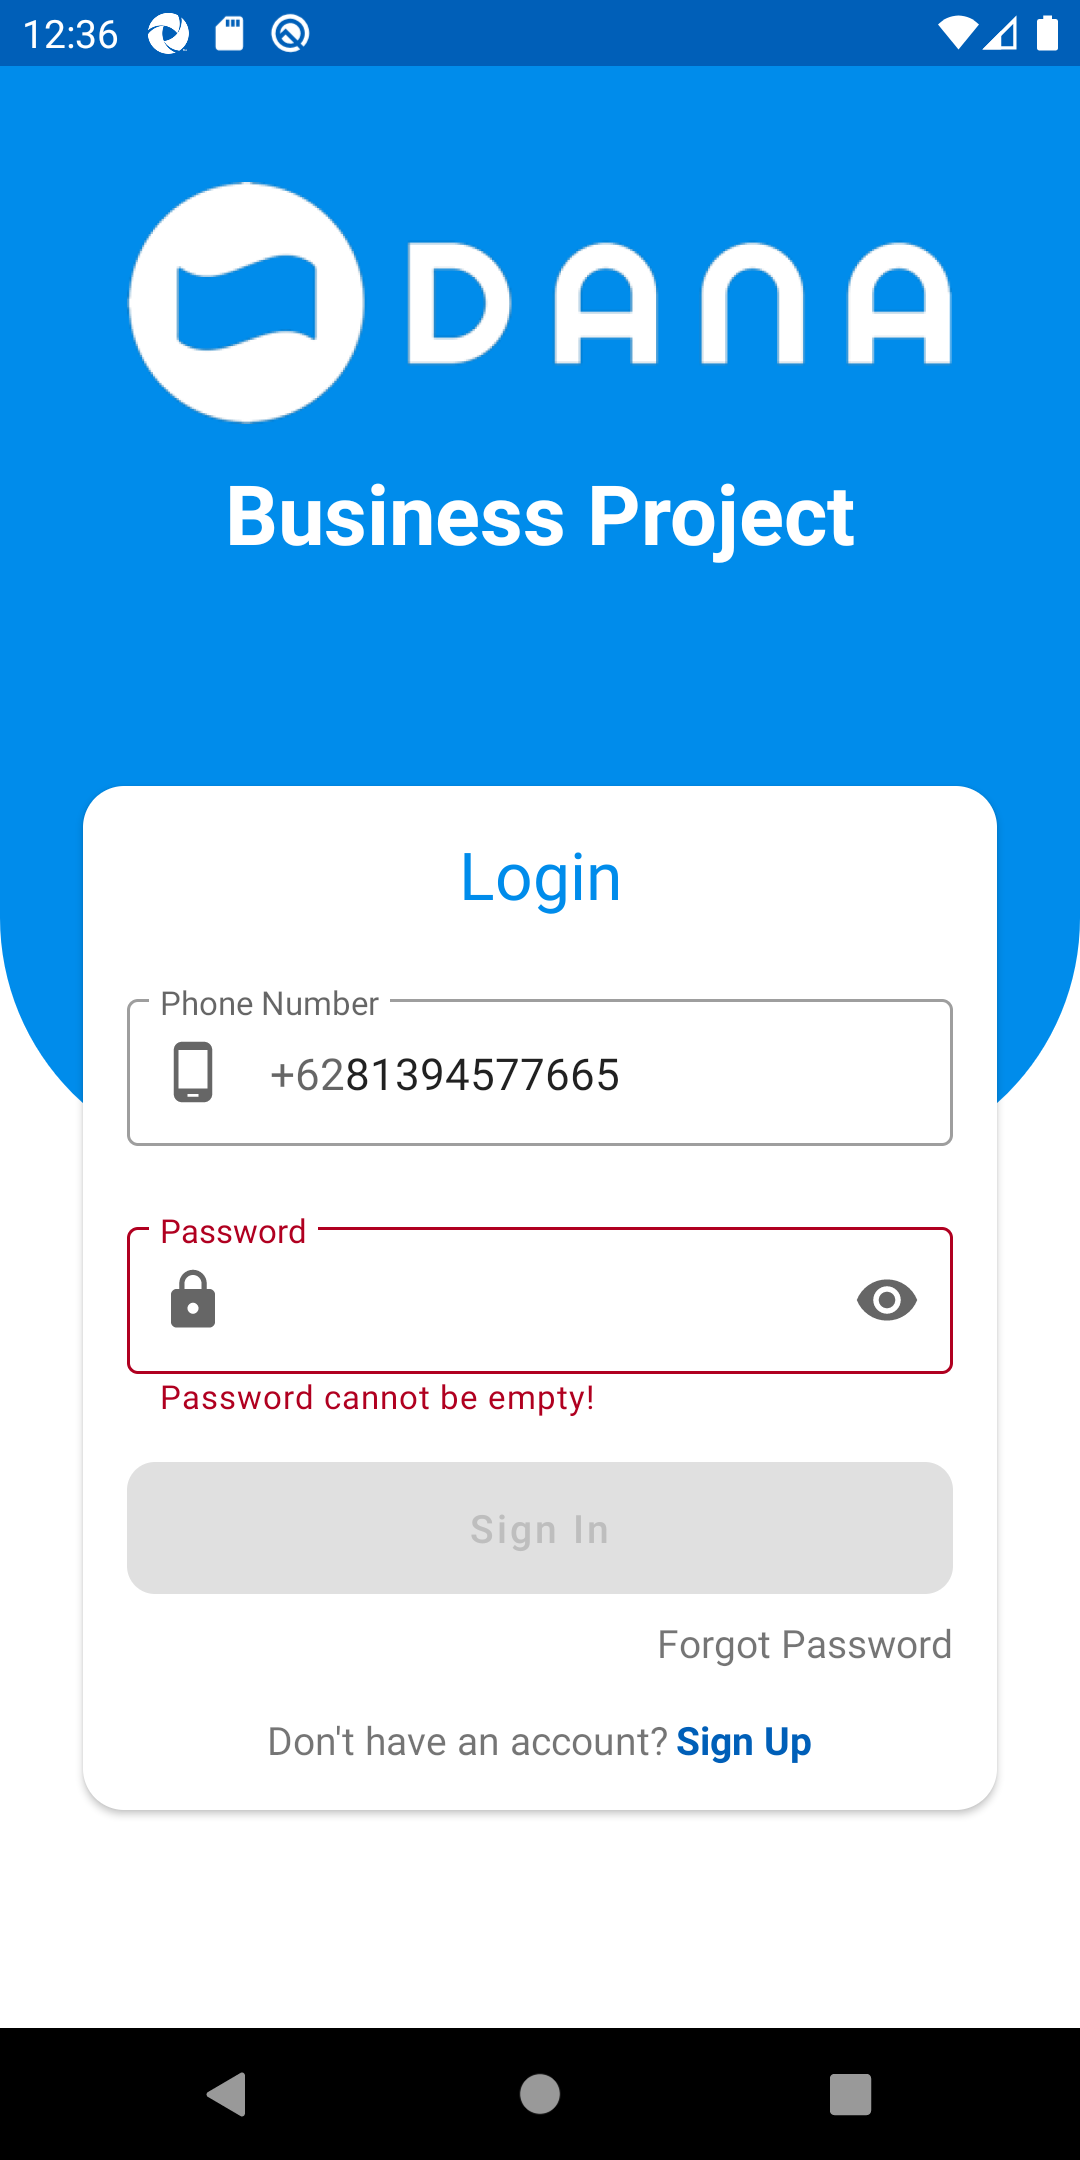 12:36
DANA
Business Project
Login
Phone Number
+6281394577665
Password
Password cannot be empty!
Sign In
Forgot Password
Don't have an account? Sign Up